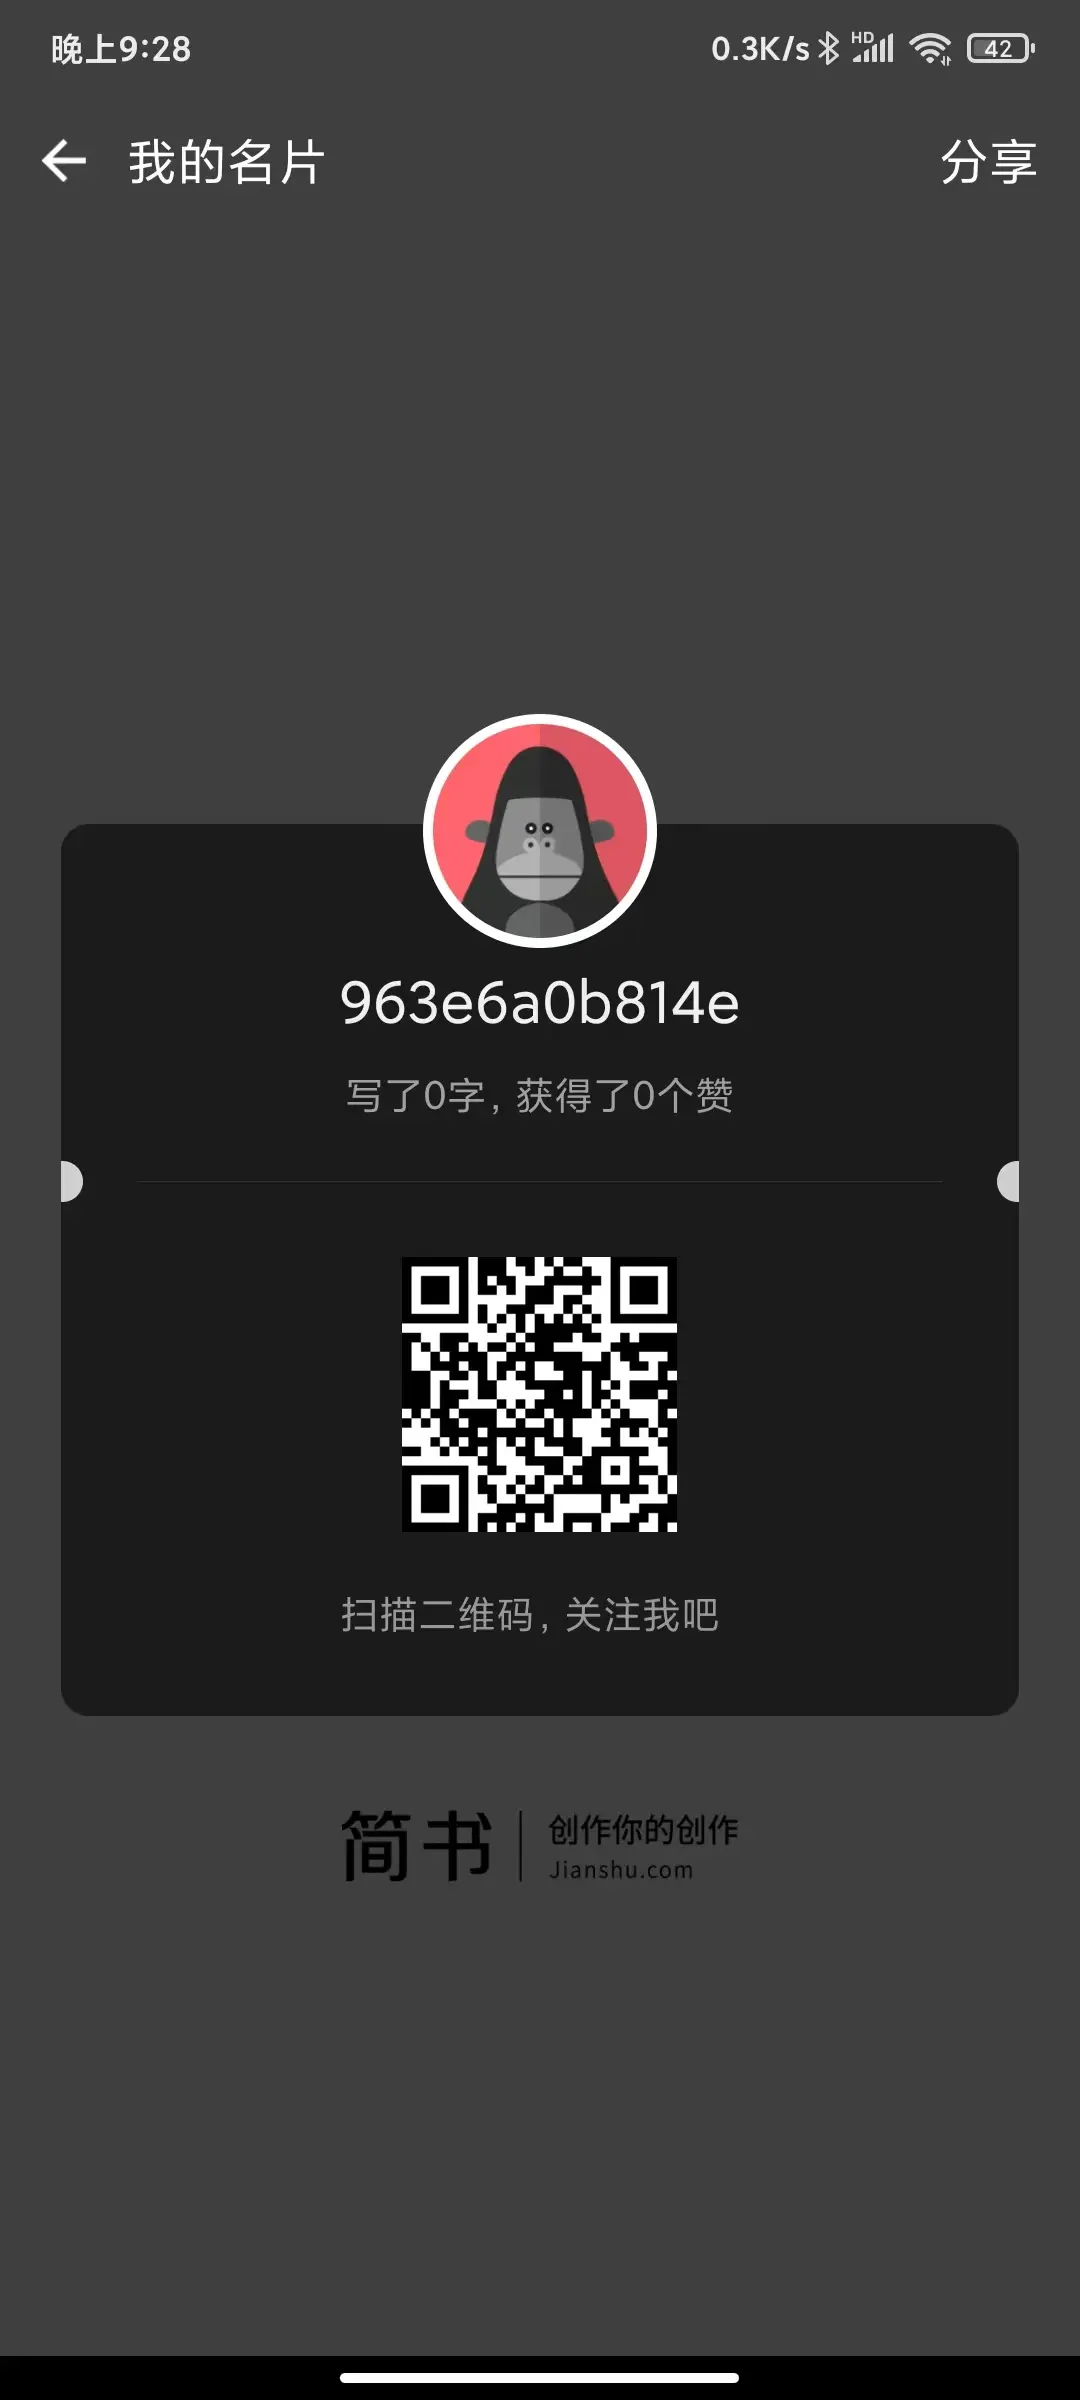 晚上9:28
0.3K/s HD 42
我的名片
分享
963e6a0b814e
写了0字, 获得了0个赞
扫描二维码, 关注我吧
简书
创作你的创作
Jianshu.com